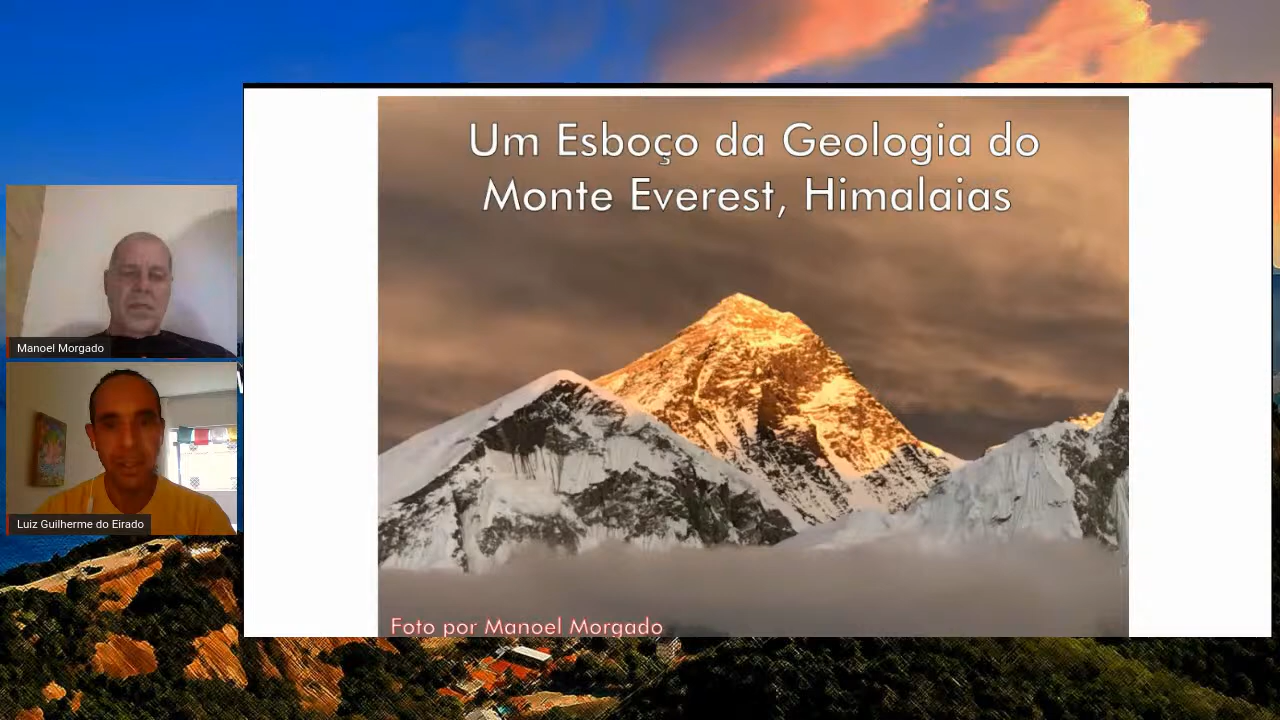 Um Esboço da Geologia do
Monte Everest, Himalaias
Manoel Morgado
Luiz Guilherme do Eirado
Foto por Manoel Morgado